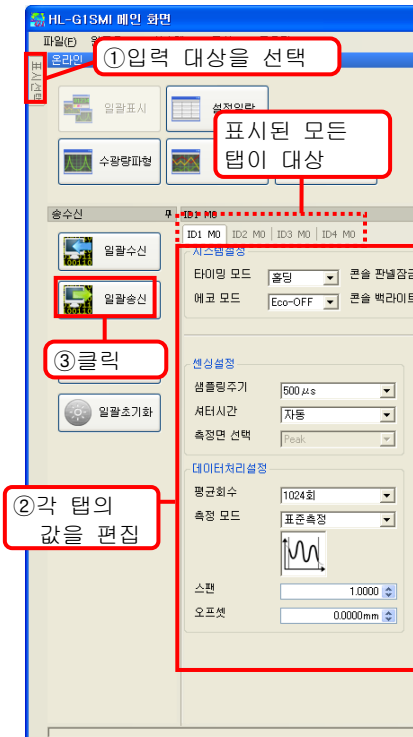 HL-G1SMI 메인 화면
파일(F)
①입력 대상을 선택
온라인
표시선택
일괄표시
설정일람
표시된 모든
탭이 대상
수광량파형
송수신
ID1 M0
ID1 M0 ID2 M0 ID3 M0 ID4 M0
일괄수신
시스템설정
타이밍 모드 홀딩 콘솔 판넬잠금
에코 모드 Eco-OFF 콘솔 백라이트
일괄송신
③클릭
일괄초기화
센싱설정
샘플링주기 500 μs
셔터시간 자동
측정면 선택 Peak
데이터처리설정
평균회수 1024회
②각 탭의
값을 편집
측정 모드 표준측정
스팬 1.0000
오프셋 0.0000mm